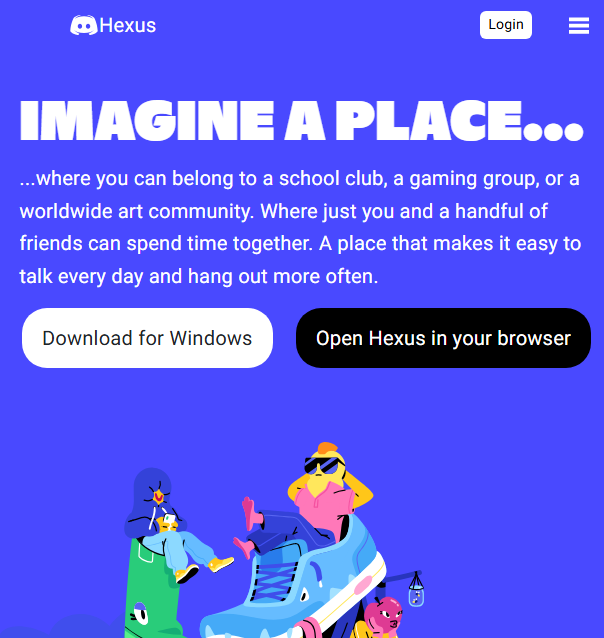 Hexus
Login
IMAGINE A PLACE...
...where you can belong to a school club, a gaming group, or a
worldwide art community. Where just you and a handful of
friends can spend time together. A place that makes it easy to
talk every day and hang out more often.
Download for Windows
Open Hexus in your browser